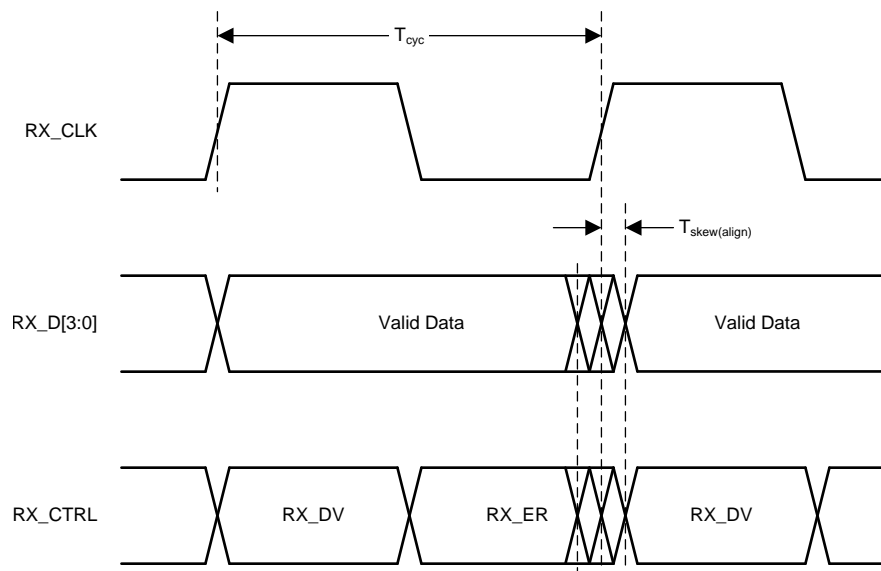 T_cyc
RX_CLK
T_skew(align)
RX_D[3:0]
Valid Data
Valid Data
RX_CTRL
RX_DV
RX_ER
RX_DV